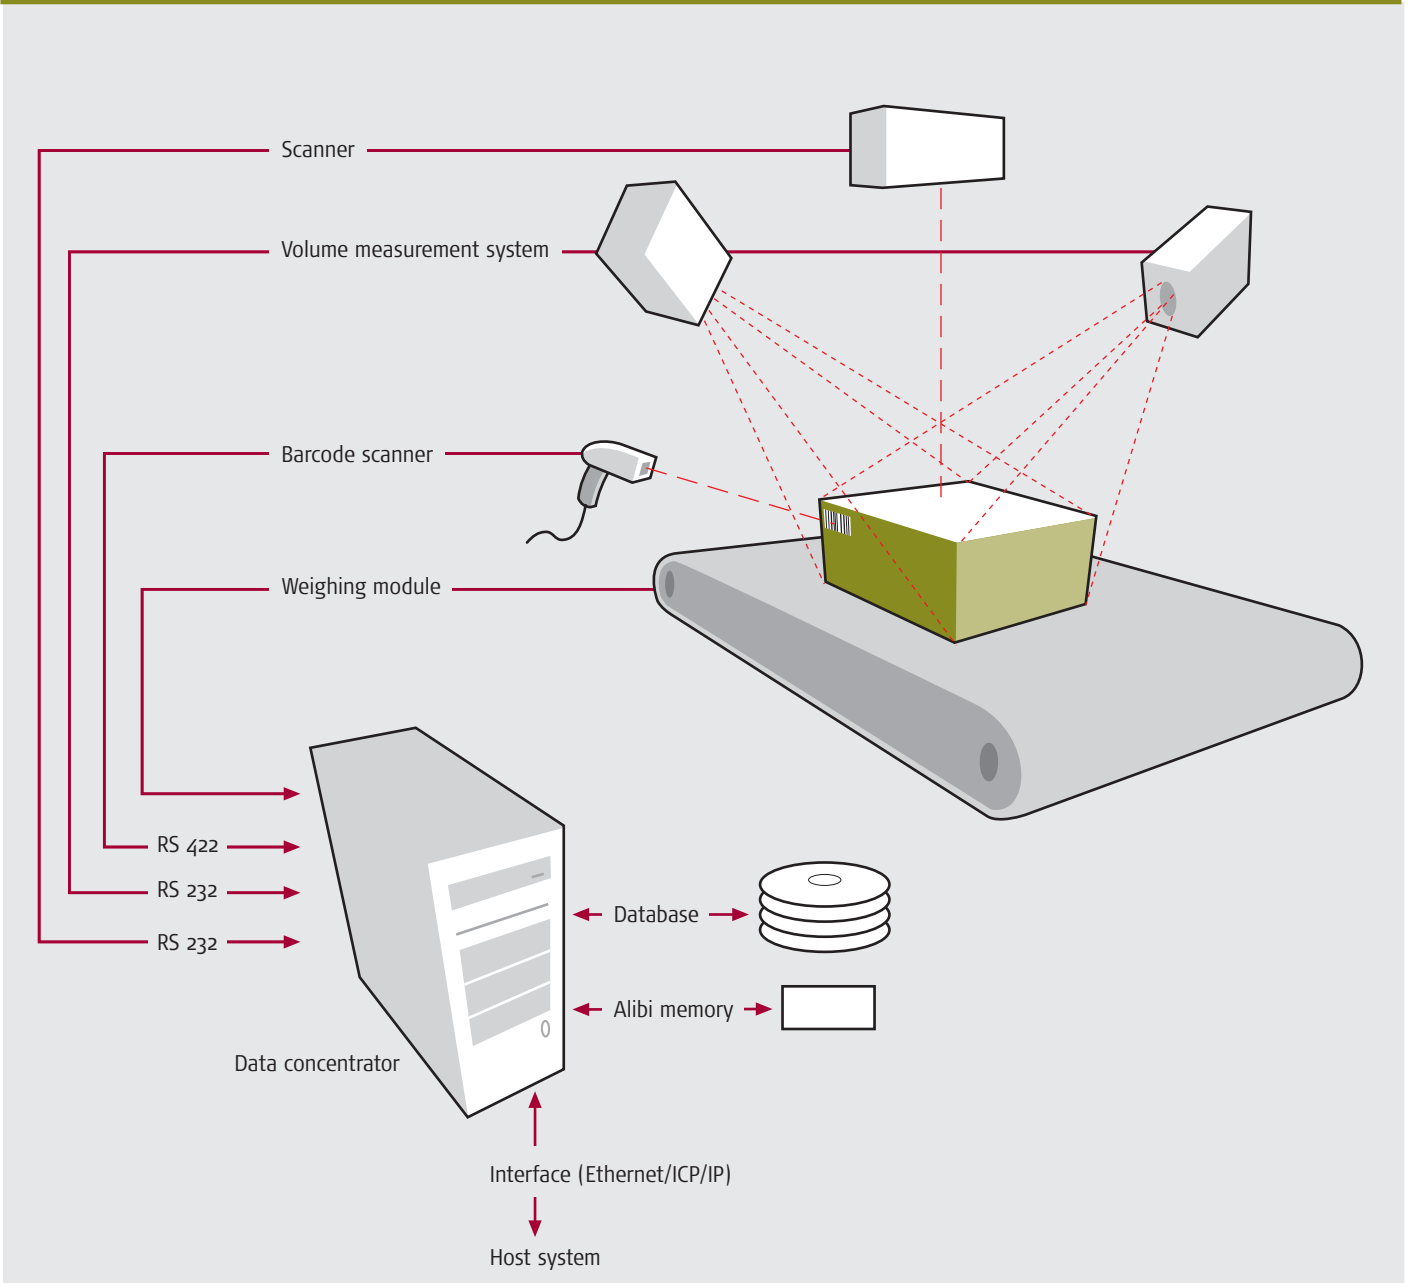 Scanner
Volume measurement system
Barcode scanner
Weighing module
RS 422
RS 232
RS 232
Database
Alibi memory
Data concentrator
Interface (Ethernet/ICP/IP)
Host system